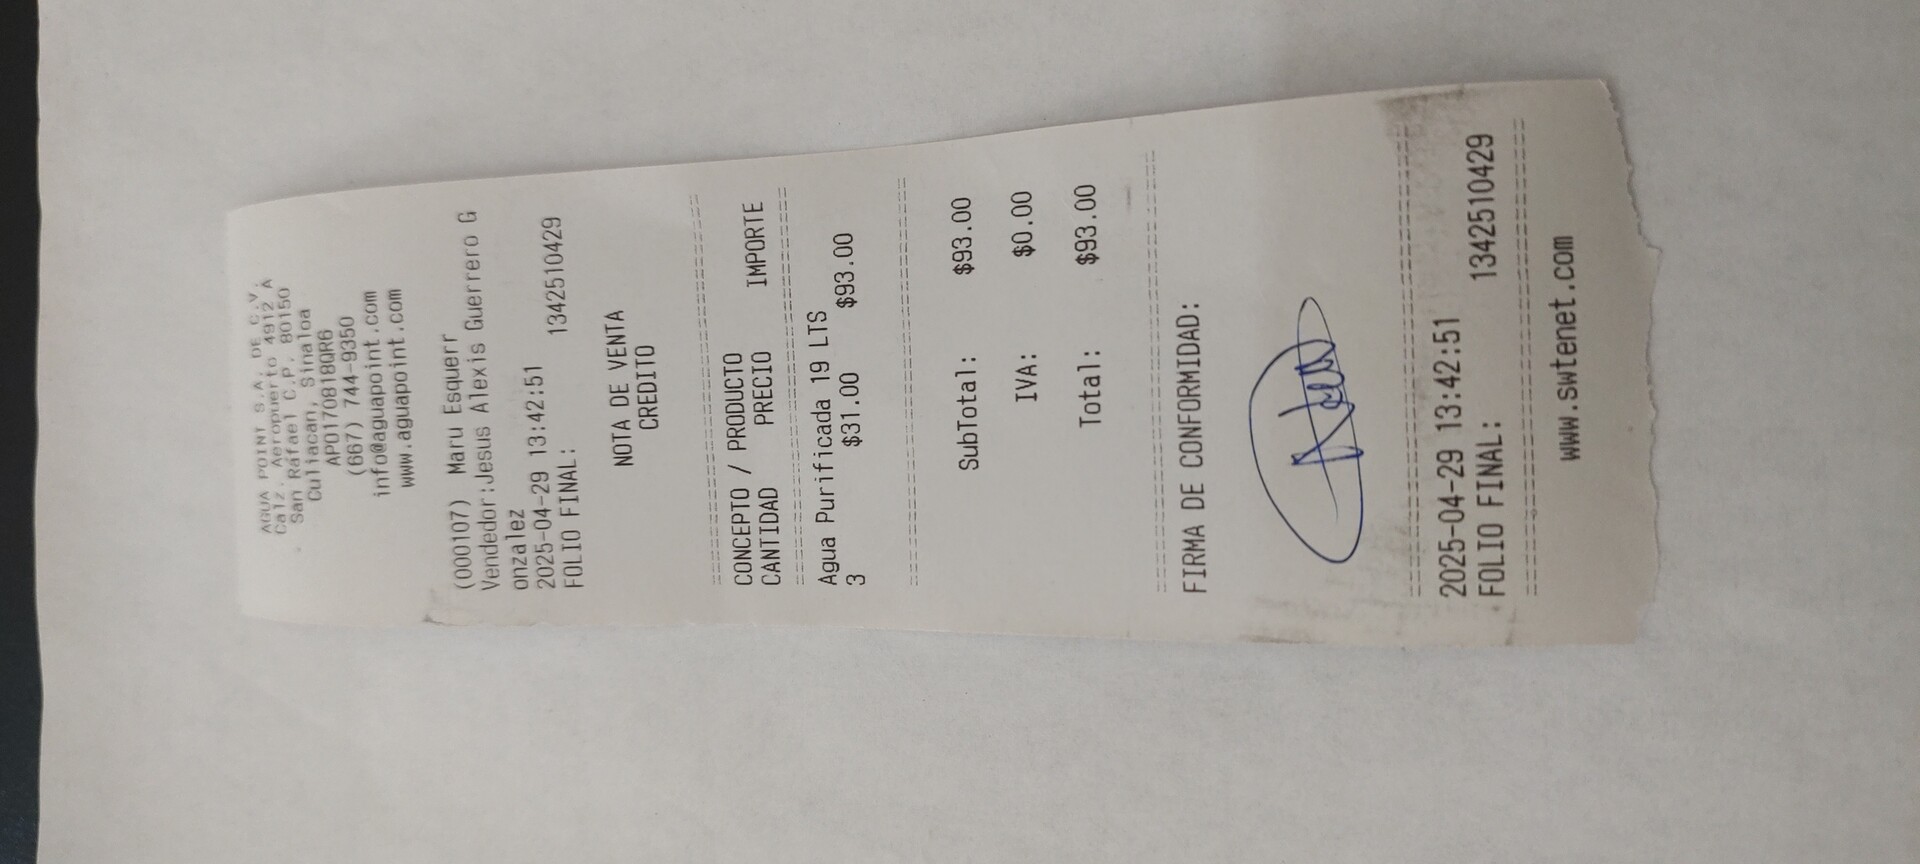 AGUA POINT S.A. DE C.V.
Calz. Aeropuerto 4912 A
San Rafael C.P. 80150
Culiacan, Sinaloa
APO170818QR6
(667) 744-9350
info@aguapoint.com
www.aguapoint.com
(000107) Maru Esquerr
Vendedor:Jesus Alexis Guerrero G
onzalez
2025-04-29 13:42:51
FOLIO FINAL: 1342510429
NOTA DE VENTA
CREDITO
CONCEPTO / PRODUCTO
CANTIDAD PRECIO IMPORTE
Agua Purificada 19 LTS
3 $31.00 $93.00
SubTotal: $93.00
IVA: $0.00
Total: $93.00
FIRMA DE CONFORMIDAD:
2025-04-29 13:42:51
FOLIO FINAL: 1342510429
www.swtenet.com